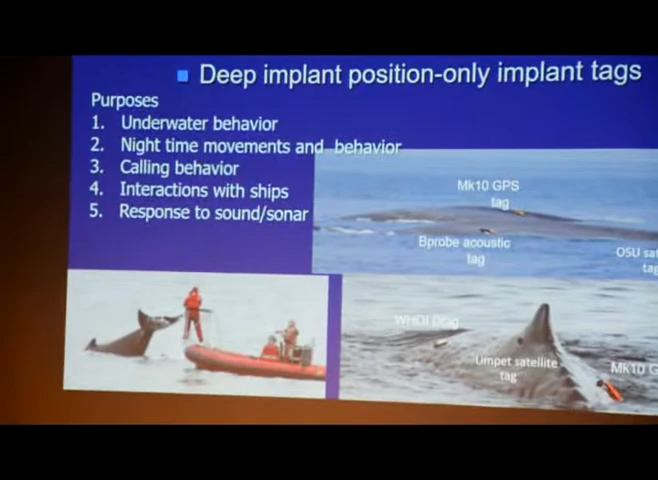 Deep implant position-only implant tags
Purposes
1. Underwater behavior
2. Night time movements and behavior
3. Calling behavior
4. Interactions with ships
5. Response to sound/sonar
Mk10 GPS
tag
Bprobe acoustic
tag
OSU
tag
WHOI Dtag
Limpet satellite
tag
Mk10 G